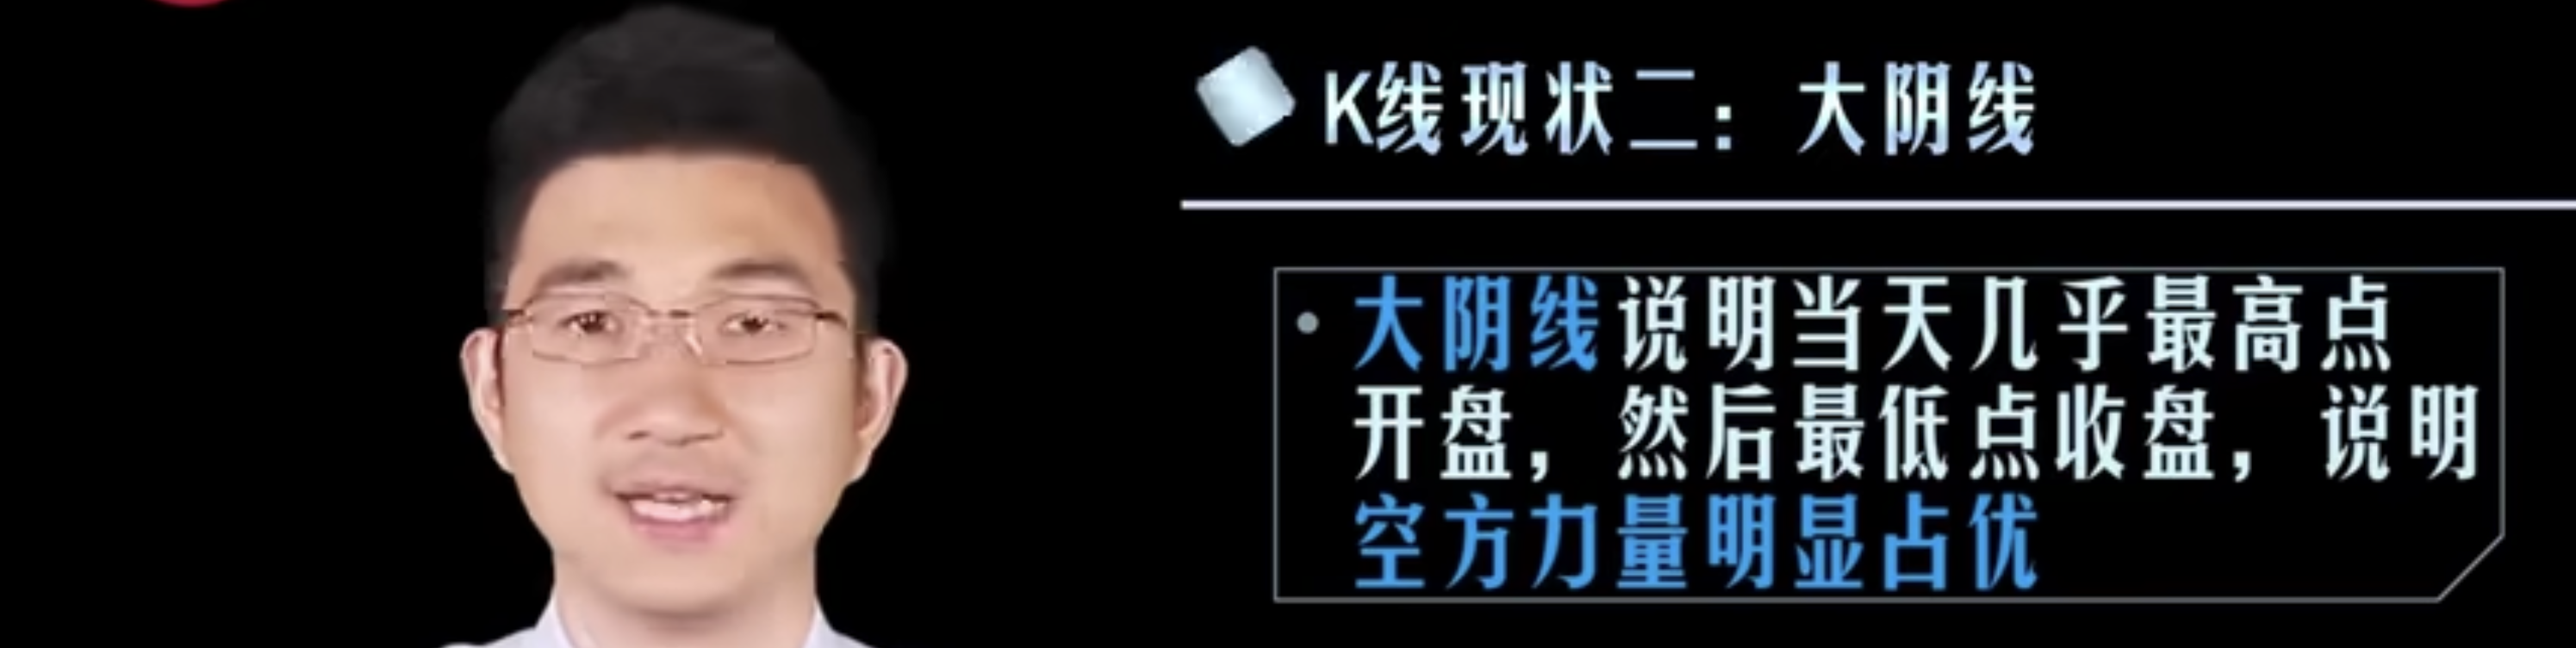 K线现状二：大阴线
大阴线说明当天几乎最高点
开盘，然后最低点收盘，说明
空方力量明显占优